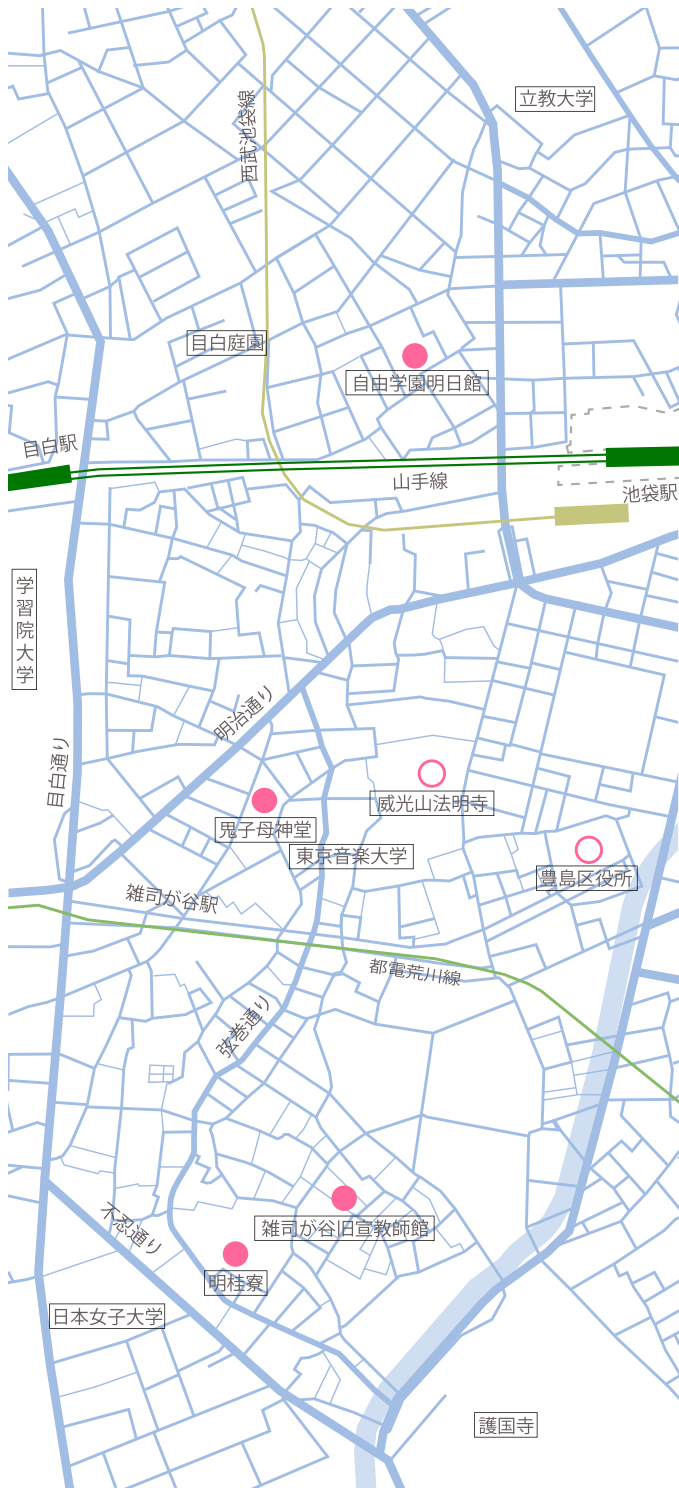 立教大学
西武池袋線
目白庭園
自由学園明日館
目白駅
山手線
池袋駅
学習院大学
明治通り
目白通り
威光山法明寺
鬼子母神堂
東京音楽大学
豊島区役所
雑司が谷駅
都電荒川線
弦巻通り
不忍通り
雑司が谷旧宣教師館
明桂寮
日本女子大学
護国寺